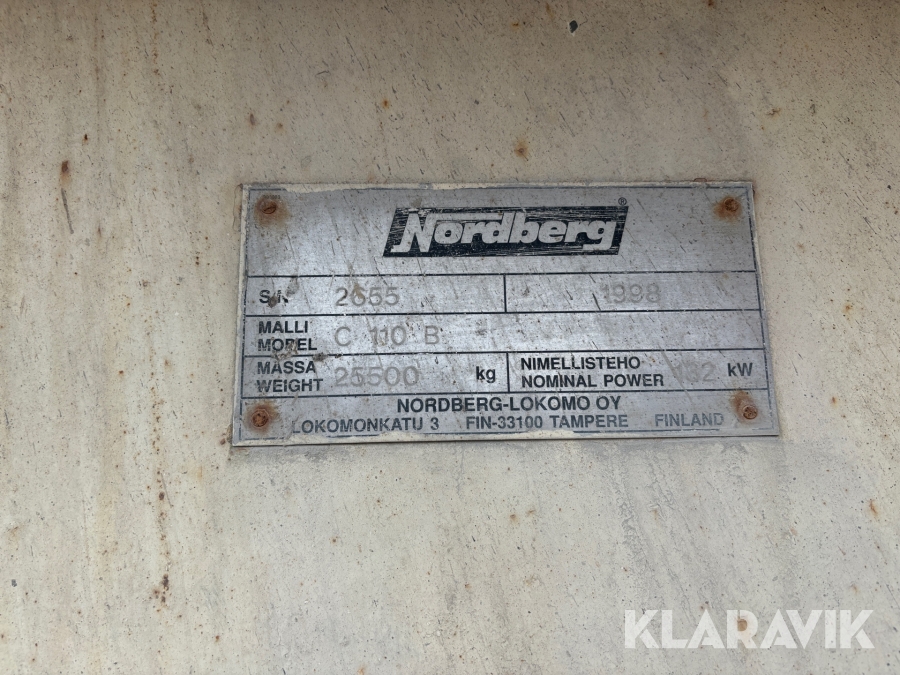 Nordberg®
S/N 2655 1998
MALLI
MODEL C 110 B
MASSA
WEIGHT 25500 kg
NIMELLISTEHO
NOMINAL POWER 132 kW
NORDBERG-LOKOMO OY
LOKOMONKATU 3 FIN-33100 TAMPERE FINLAND
KLARAVIK